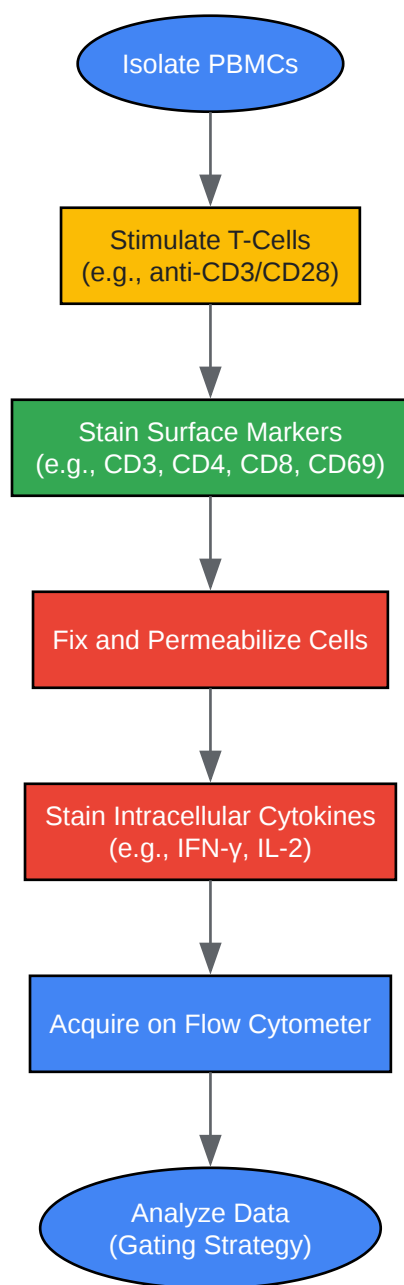 Isolate PBMCs
Stimulate T-Cells
(e.g., anti-CD3/CD28)
Stain Surface Markers
(e.g., CD3, CD4, CD8, CD69)
Fix and Permeabilize Cells
Stain Intracellular Cytokines
(e.g., IFN-γ, IL-2)
Acquire on Flow Cytometer
Analyze Data
(Gating Strategy)